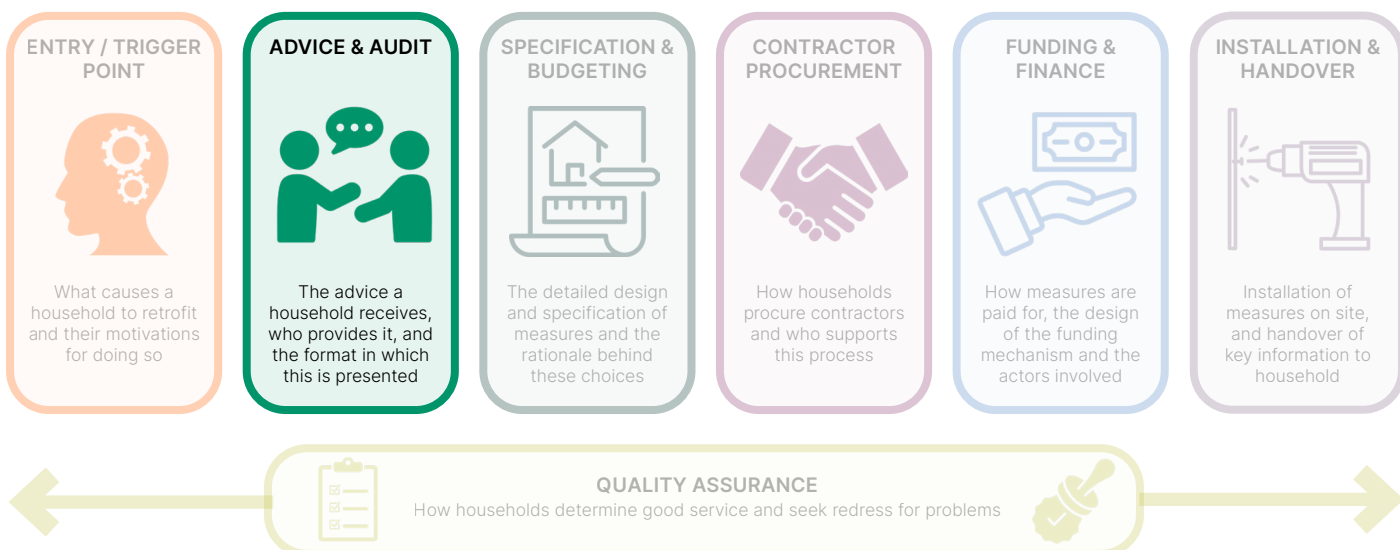 ENTRY / TRIGGER
POINT
What causes a
household to retrofit
and their motivations
for doing so
ADVICE & AUDIT
The advice a
household receives,
who provides it, and
the format in which
this is presented
SPECIFICATION &
BUDGETING
The detailed design
and specification of
measures and the
rationale behind
these choices
CONTRACTOR
PROCUREMENT
How households
procure contractors
and who supports
this process
FUNDING &
FINANCE
How measures are
paid for, the design
of the funding
mechanism and the
actors involved
INSTALLATION &
HANDOVER
Installation of
measures on site,
and handover of
key information to
household
QUALITY ASSURANCE
How households determine good service and seek redress for problems